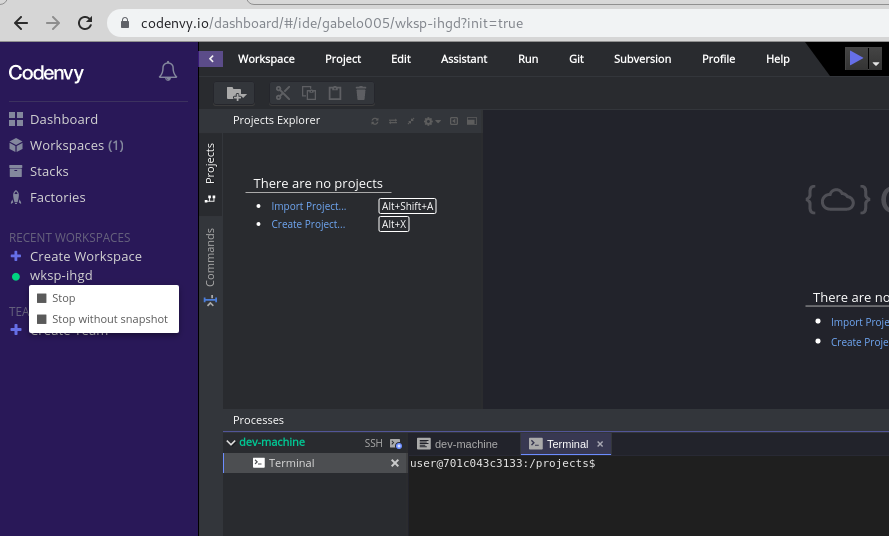 codenvy.io/dashboard/#/ide/gabelo005/wksp-ihgd?init=true
Codenvy
Workspace Project Edit Assistant Run Git Subversion Profile Help
Dashboard
Workspaces (1)
Stacks
Factories
RECENT WORKSPACES
Create Workspace
wksp-ihgd
Stop
Stop without snapshot
TEA
Create Team
Projects
Commands
Projects Explorer
There are no projects
Import Project... Alt+Shift+A
Create Project... Alt+X
There are no
Import Proje
Create Proje
Processes
dev-machine SSH
Terminal
dev-machine Terminal
user@701c043c3133:/projects$